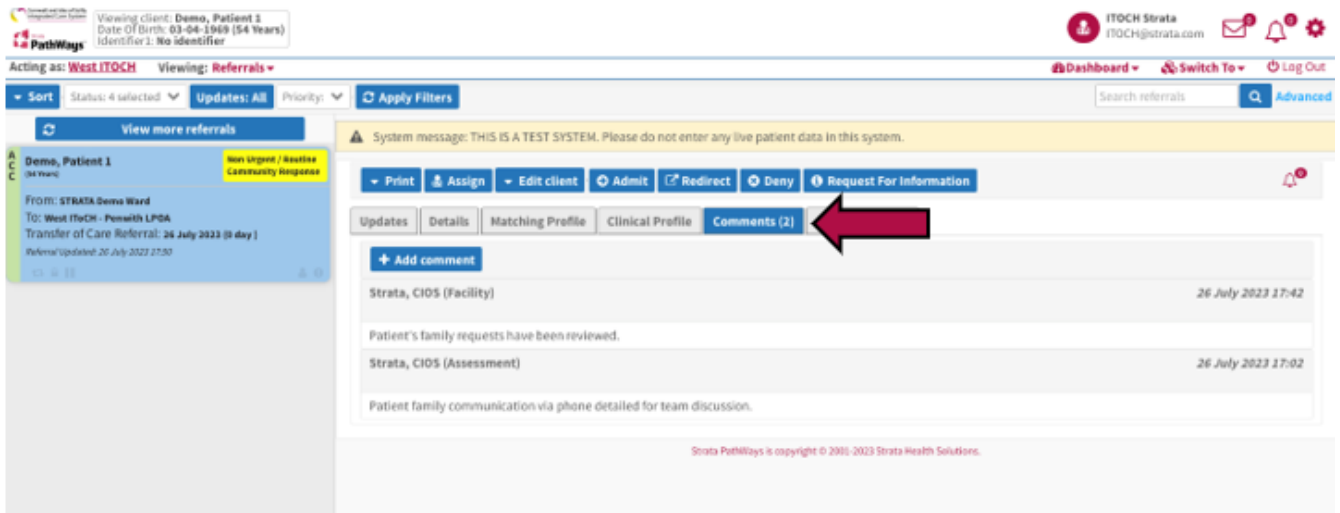 Viewing client: Demo, Patient 1
Date Of Birth: 03-04-1969 (54 Years)
Identifier1: No identifier
PathWays
ITOCH Strata
ITOCH@strata.com
Acting as: West ITOCH Viewing: Referrals
Dashboard Switch To Log Out
Sort Status: 4 selected Updates: All Priority: Apply Filters Search referrals Advanced
View more referrals
System message: THIS IS A TEST SYSTEM. Please do not enter any live patient data in this system.
ACC
Demo, Patient 1
(54 Years)
Non Urgent / Routine
Community Response
From: STRATA Demo Ward
To: West IToCH - Penwith LPOA
Transfer of Care Referral: 26 July 2023 [0 day ]
Referral Updated: 26 July 2023 17:50
Print Assign Edit client Admit Redirect Deny Request For Information
Updates Details Matching Profile Clinical Profile Comments (2)
+ Add comment
Strata, CIOS (Facility) 26 July 2023 17:42
Patient's family requests have been reviewed.
Strata, CIOS (Assessment) 26 July 2023 17:02
Patient family communication via phone detailed for team discussion.
Strata PathWays is copyright © 2001-2023 Strata Health Solutions.